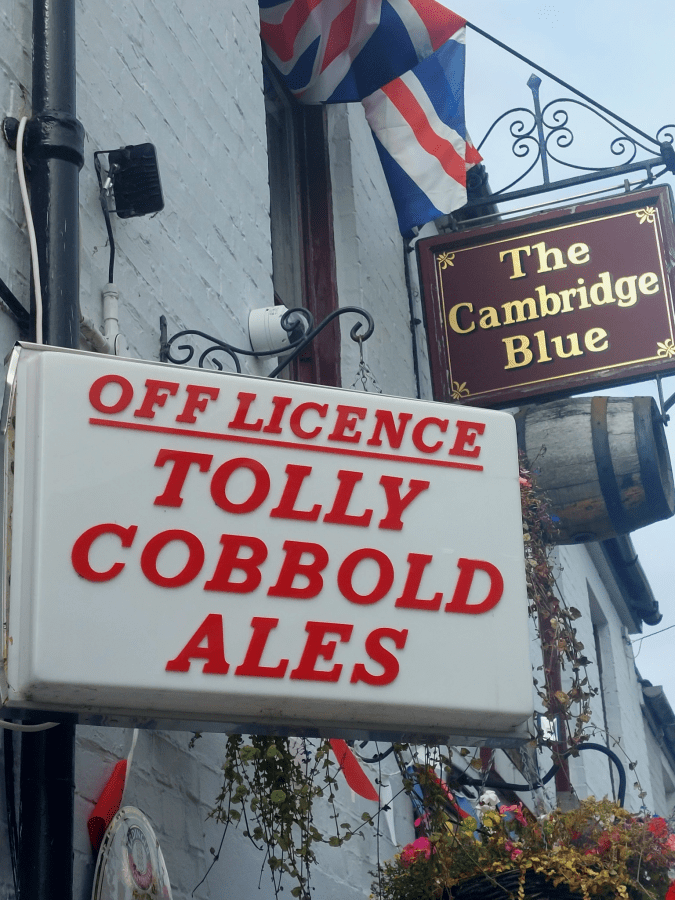 The
Cambridge
Blue
OFF LICENCE
TOLLY
COBBOLD
ALES